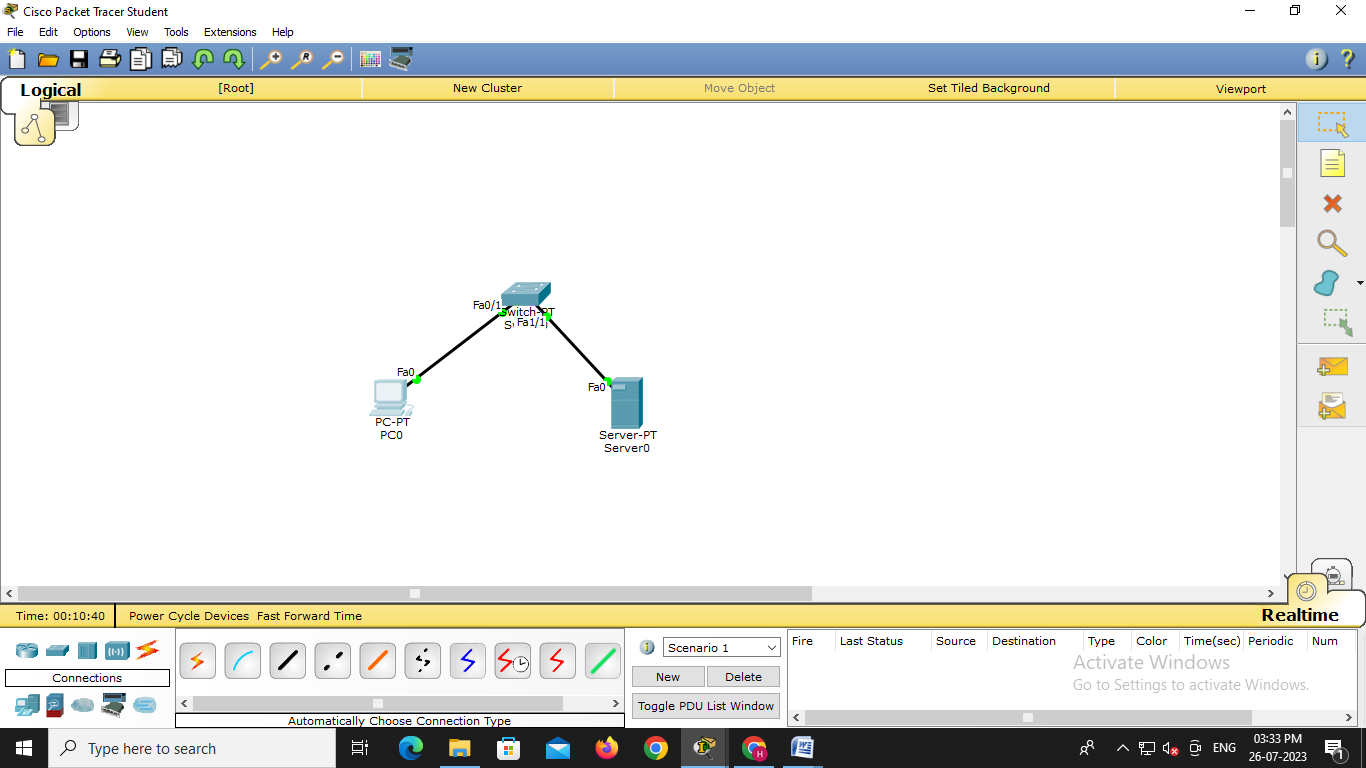 Cisco Packet Tracer Student
File Edit Options View Tools Extensions Help
Logical [Root] New Cluster Move Object Set Tiled Background Viewport
Fa0/1
Switch-PT
Fa1/1
Fa0
Fa0
PC-PT
PC0
Server-PT
Server0
Time: 00:10:40 Power Cycle Devices Fast Forward Time Realtime
Scenario 1 Fire Last Status Source Destination Type Color Time(sec) Periodic Num
Connections New Delete Activate Windows
Go to Settings to activate Windows.
Toggle PDU List Window
Automatically Choose Connection Type
Type here to search ENG 03:33 PM
26-07-2023 1